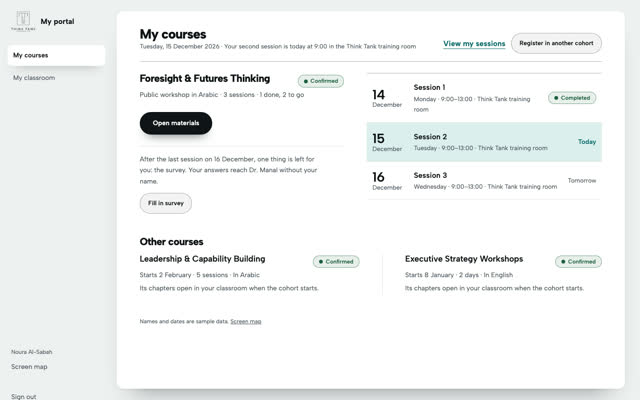 THINK TANK
My portal
My courses
My classroom
Noura Al-Sabah
Screen map
Sign out
My courses
Tuesday, 15 December 2026 · Your second session is today at 9:00 in the Think Tank training room
View my sessions
Register in another cohort
Foresight & Futures Thinking
Confirmed
Public workshop in Arabic · 3 sessions · 1 done, 2 to go
Open materials
After the last session on 16 December, one thing is left for
you: the survey. Your answers reach Dr. Manal without your
name.
Fill in survey
14
December
Session 1
Monday · 9:00–13:00 · Think Tank training
room
Completed
15
December
Session 2
Tuesday · 9:00–13:00 · Think Tank training room
Today
16
December
Session 3
Wednesday · 9:00–13:00 · Think Tank training room
Tomorrow
Other courses
Leadership & Capability Building
Confirmed
Starts 2 February · 5 sessions · In Arabic
Its chapters open in your classroom when the cohort starts.
Executive Strategy Workshops
Confirmed
Starts 8 January · 2 days · In English
Its chapters open in your classroom when the cohort starts.
Names and dates are sample data. Screen map